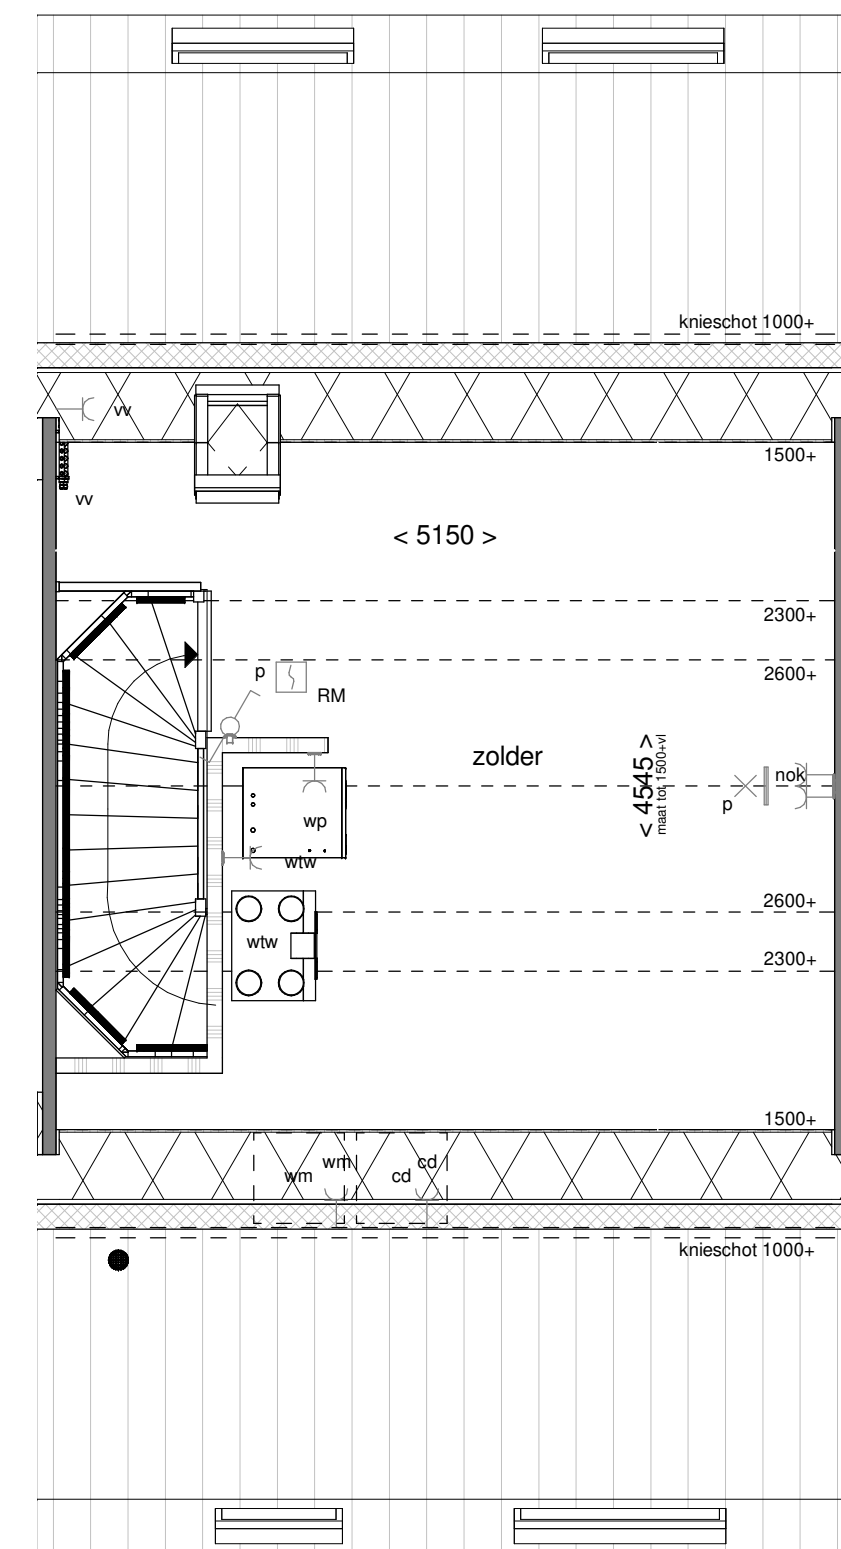 knieschot 1000+
vv
1500+
vv
< 5150 >
2300+
p
2600+
RM
zolder
< 4545 >
maat tot 1500+vl
nok
p
wp
wtw
2600+
wtw
2300+
1500+
wm
cd
wm
cd
knieschot 1000+